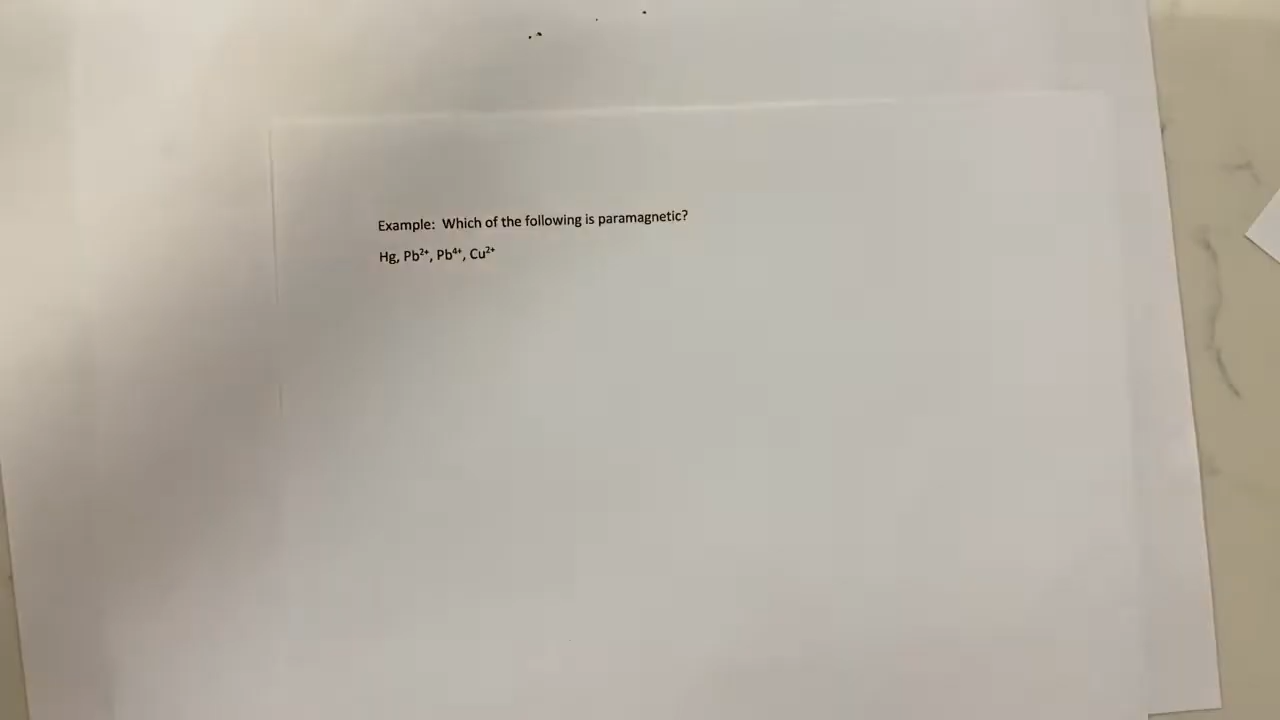 Example: Which of the following is paramagnetic?
Hg, Pb²⁺, Pb⁴⁺, Cu²⁺